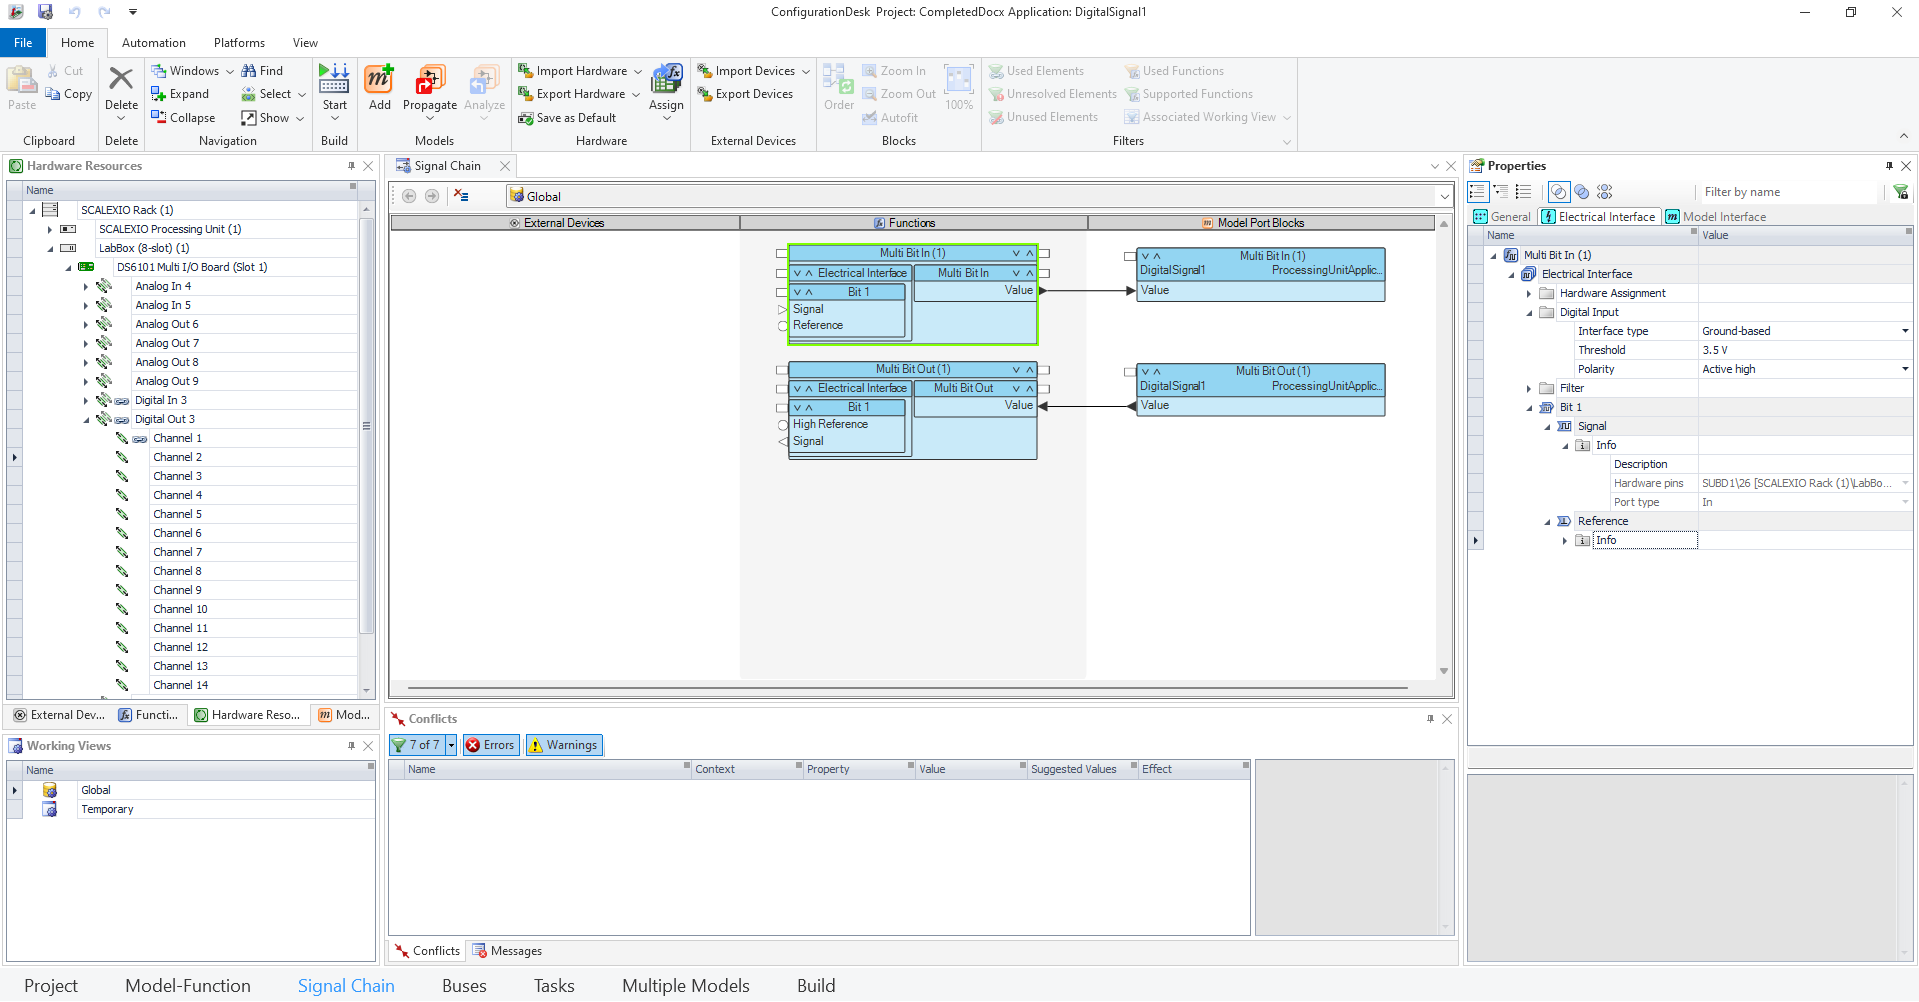 ConfigurationDesk Project: CompletedDocx Application: DigitalSignal1
File Home Automation Platforms View
Paste Cut Copy Clipboard
Delete Delete
Windows Find
Expand Select
Collapse Show
Navigation
Start Build
Add Propagate Analyze
Models
Import Hardware
Export Hardware
Save as Default
Assign
Hardware
Import Devices
Export Devices
External Devices
Order Zoom In
Zoom Out
Autofit
100%
Blocks
Used Elements Used Functions
Unresolved Elements Supported Functions
Unused Elements Associated Working View
Filters
Hardware Resources
Name
SCALEXIO Rack (1)
SCALEXIO Processing Unit (1)
LabBox (8-slot) (1)
DS6101 Multi I/O Board (Slot 1)
Analog In 4
Analog In 5
Analog Out 6
Analog Out 7
Analog Out 8
Analog Out 9
Digital In 3
Digital Out 3
Channel 1
Channel 2
Channel 3
Channel 4
Channel 5
Channel 6
Channel 7
Channel 8
Channel 9
Channel 10
Channel 11
Channel 12
Channel 13
Channel 14
External Dev... Functi... Hardware Reso... Mod...
Working Views
Name
Global
Temporary
Signal Chain
Global
External Devices Functions Model Port Blocks
Multi Bit In (1)
Electrical Interface Multi Bit In
Bit 1 Value
Signal
Reference
Multi Bit In (1)
DigitalSignal1 ProcessingUnitApplic...
Value
Multi Bit Out (1)
Electrical Interface Multi Bit Out
Bit 1 Value
High Reference
Signal
Multi Bit Out (1)
DigitalSignal1 ProcessingUnitApplic...
Value
Conflicts
7 of 7 Errors Warnings
Name Context Property Value Suggested Values Effect
Conflicts Messages
Properties
Filter by name
General Electrical Interface Model Interface
Name Value
Multi Bit In (1)
Electrical Interface
Hardware Assignment
Digital Input
Interface type Ground-based
Threshold 3.5 V
Polarity Active high
Filter
Bit 1
Signal
Info
Description
Hardware pins SUBD1\26 [SCALEXIO Rack (1)\LabBo...
Port type In
Reference
Info
Project Model-Function Signal Chain Buses Tasks Multiple Models Build